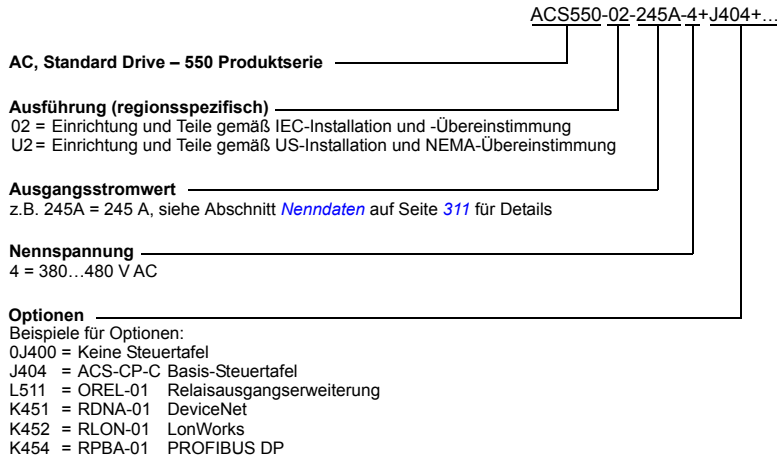 ACS550-02-245A-4+J404+…
AC, Standard Drive – 550 Produktserie
Ausführung (regionsspezifisch)
02 = Einrichtung und Teile gemäß IEC-Installation und -Übereinstimmung
U2 = Einrichtung und Teile gemäß US-Installation und NEMA-Übereinstimmung
Ausgangsstromwert
z.B. 245A = 245 A, siehe Abschnitt Nenndaten auf Seite 311 für Details
Nennspannung
4 = 380…480 V AC
Optionen
Beispiele für Optionen:
0J400 = Keine Steuertafel
J404 = ACS-CP-C Basis-Steuertafel
L511 = OREL-01 Relaisausgangserweiterung
K451 = RDNA-01 DeviceNet
K452 = RLON-01 LonWorks
K454 = RPBA-01 PROFIBUS DP